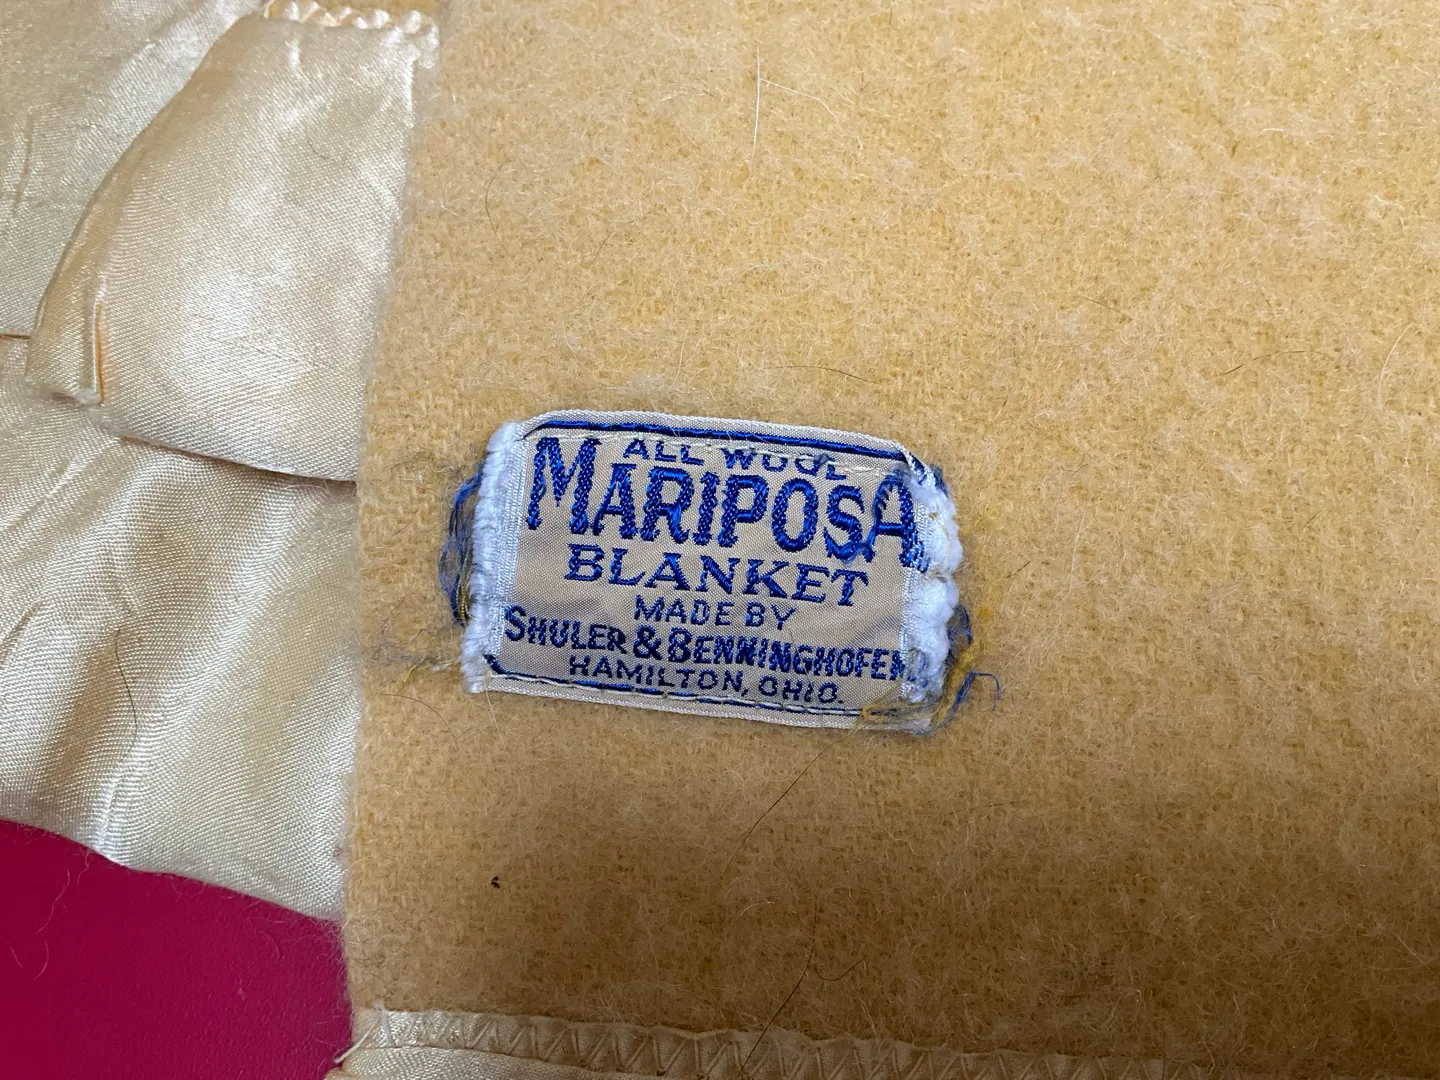 ALL WOOL
MARIPOSA
BLANKET
MADE BY
SHULER & BENNINGHOFEN
HAMILTON, OHIO.